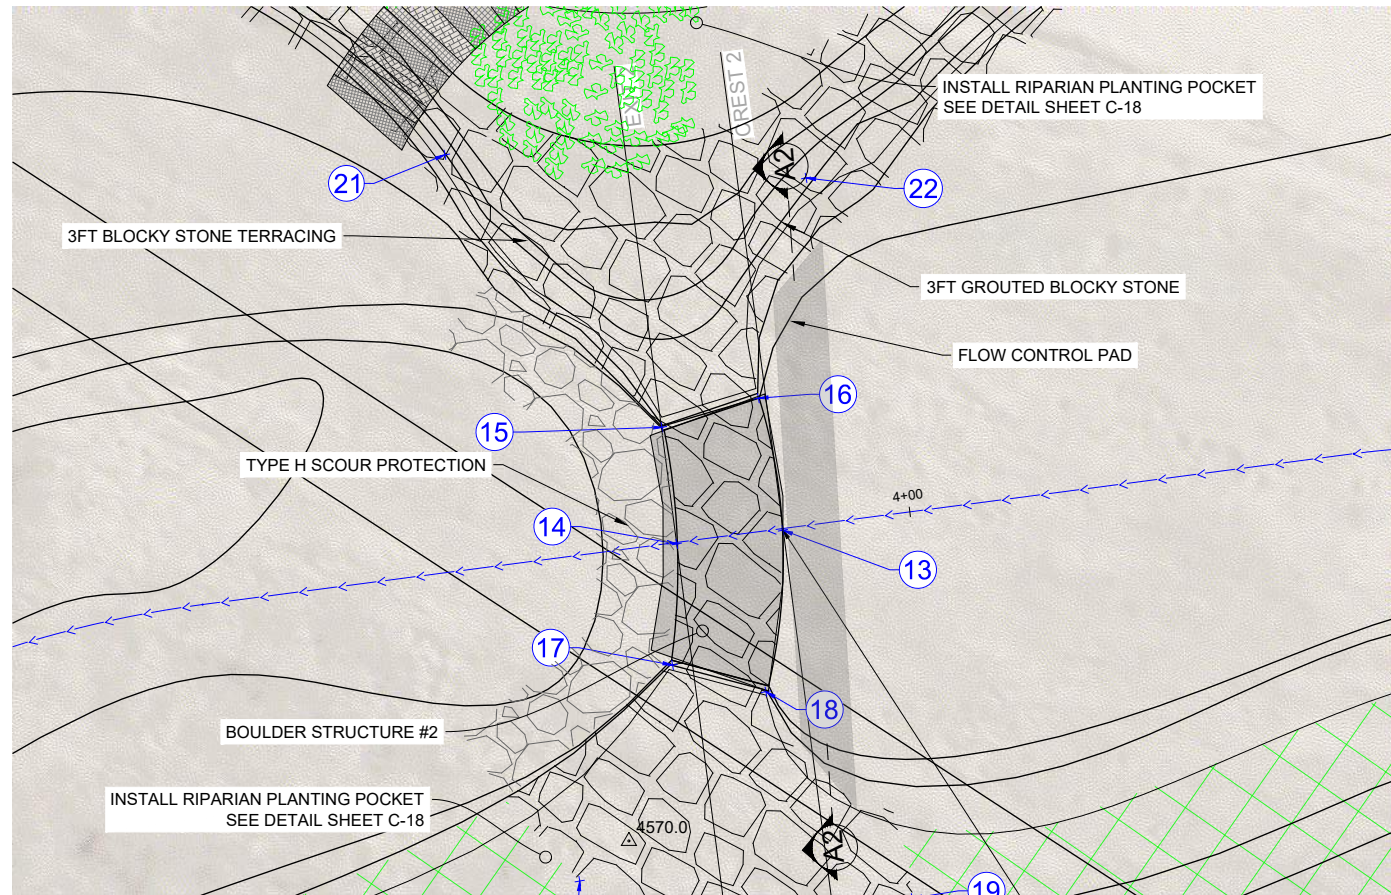 CREST 2
INSTALL RIPARIAN PLANTING POCKET
SEE DETAIL SHEET C-18
A2
21
22
3FT BLOCKY STONE TERRACING
3FT GROUTED BLOCKY STONE
FLOW CONTROL PAD
16
15
TYPE H SCOUR PROTECTION
4+00
14
13
17
18
BOULDER STRUCTURE #2
INSTALL RIPARIAN PLANTING POCKET
SEE DETAIL SHEET C-18
4570.0
A2
19